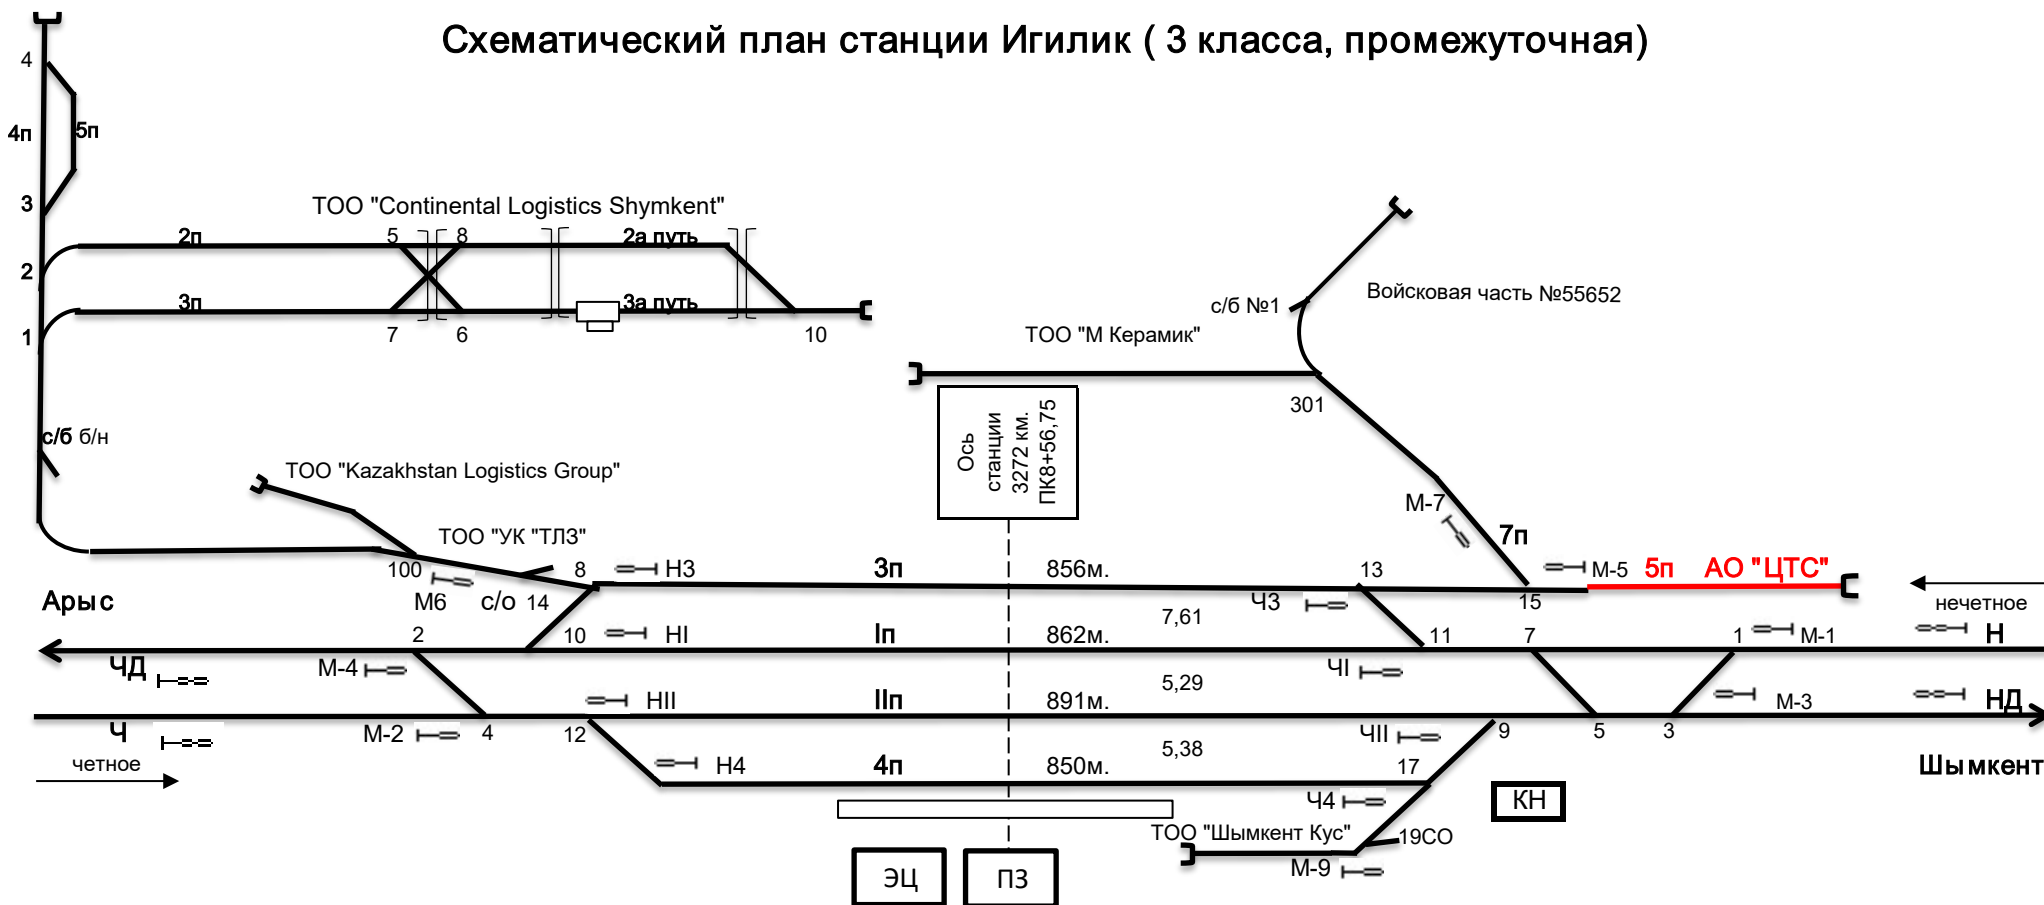 Схематический план станции Игилик ( 3 класса, промежуточная)
4
4п
5п
3
ТОО "Continental Logistics Shymkent"
2п
5
8
2а путь
2
3п
3а путь
1
7
6
10
с/б №1
Войсковая часть №55652
ТОО "М Керамик"
301
Ось
станции
3272 км.
ПК8+56,75
с/б б/н
ТОО "Kazakhstan Logistics Group"
М-7
7п
ТОО "УК "ТЛЗ"
100
М6
с/о
14
8
Н3
3п
856м.
13
М-5
5п
АО "ЦТС"
15
нечетное
Арыс
Ч3
7,61
2
10
НI
Iп
862м.
11
7
1
М-1
Н
ЧД
М-4
ЧI
5,29
НII
IIп
891м.
М-3
НД
Ч
М-2
4
12
ЧII
9
5
3
четное
5,38
Н4
4п
850м.
17
Шымкент
Ч4
КН
ТОО "Шымкент Кус"
19СО
М-9
ЭЦ
ПЗ